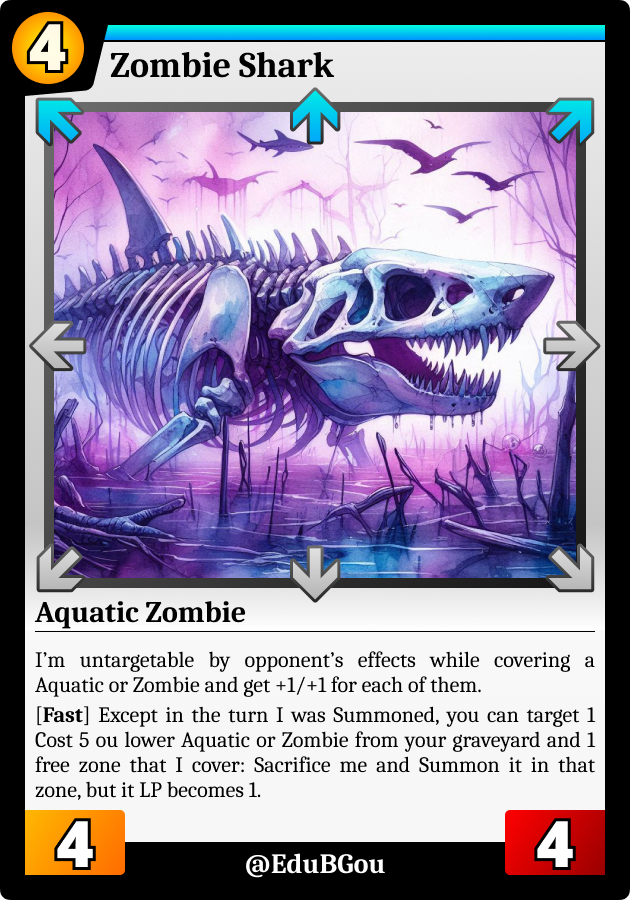 4
Zombie Shark
Aquatic Zombie
I’m untargetable by opponent’s effects while covering a
Aquatic or Zombie and get +1/+1 for each of them.
[Fast] Except in the turn I was Summoned, you can target 1
Cost 5 ou lower Aquatic or Zombie from your graveyard and 1
free zone that I cover: Sacrifice me and Summon it in that
zone, but it LP becomes 1.
4
@EduBGou
4